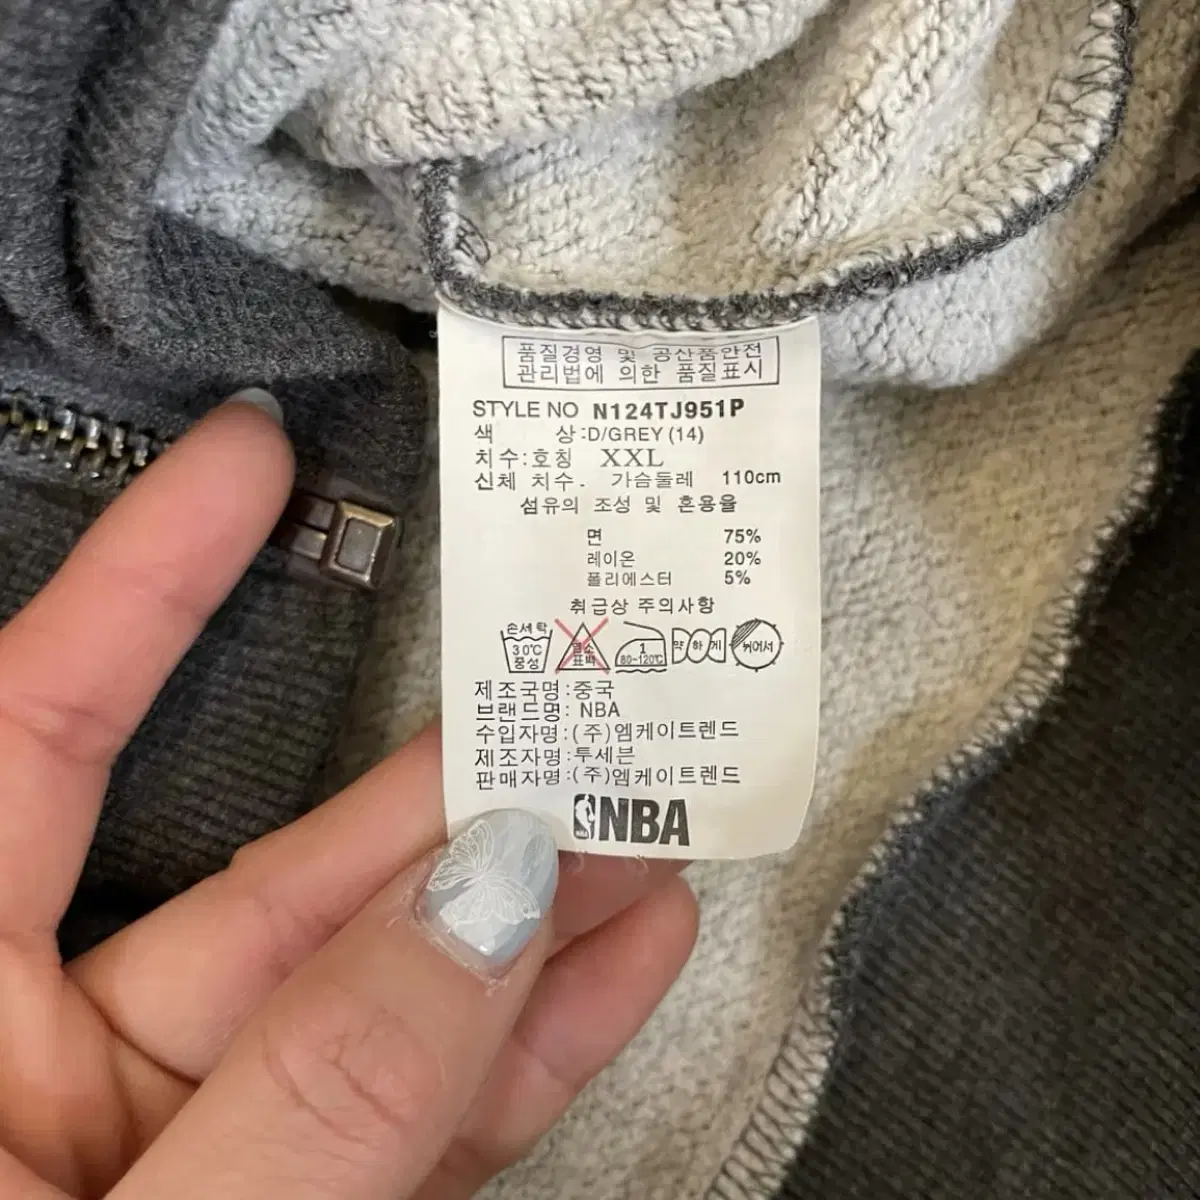 품질경영 및 공산품안전
관리법에 의한 품질표시
STYLE NO N124TJ951P
색 상:D/GREY (14)
치수:호칭 XXL
신체 치수. 가슴둘레 110cm
섬유의 조성 및 혼용율
면 75%
레이온 20%
폴리에스터 5%
취급상 주의사항
손세탁
30℃
중성
염소
표백
1
80-120℃
약하게
뉘어서
제조국명:중국
브랜드명: NBA
수입자명:(주)엠케이트렌드
제조자명:투세븐
판매자명:(주)엠케이트렌드
NBA